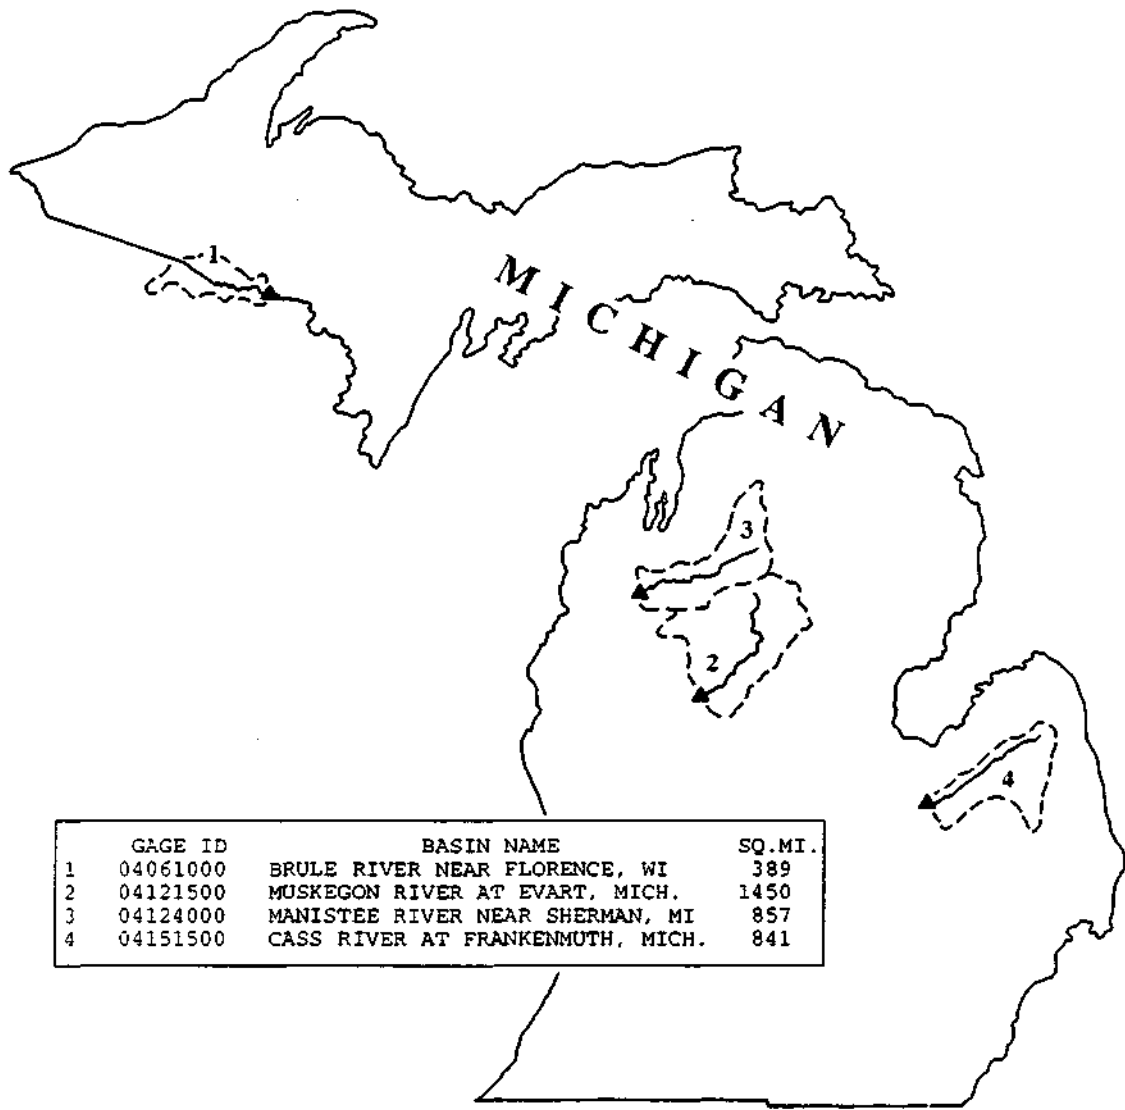 1
MICHIGAN
3
2
4
GAGE ID BASIN NAME SQ.MI.
1 04061000 BRULE RIVER NEAR FLORENCE, WI 389
2 04121500 MUSKEGON RIVER AT EVART, MICH. 1450
3 04124000 MANISTEE RIVER NEAR SHERMAN, MI 857
4 04151500 CASS RIVER AT FRANKENMUTH, MICH. 841